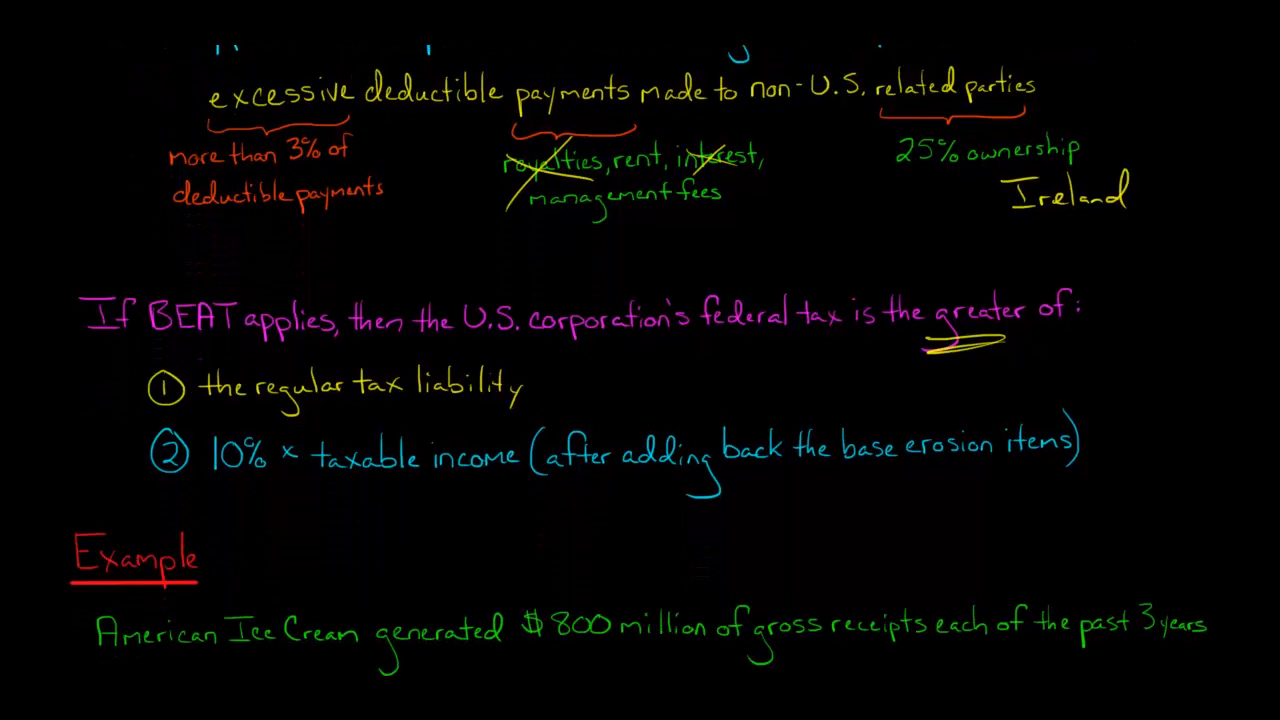 excessive deductible payments made to non-U.S. related parties
more than 3% of
deductible payments
royalties, rent, interest,
management fees
25% ownership
Ireland
If BEAT applies, then the U.S. corporation's federal tax is the greater of:
① the regular tax liability
② 10% × taxable income (after adding back the base erosion items)
Example
American Ice Cream generated $800 million of gross receipts each of the past 3 years